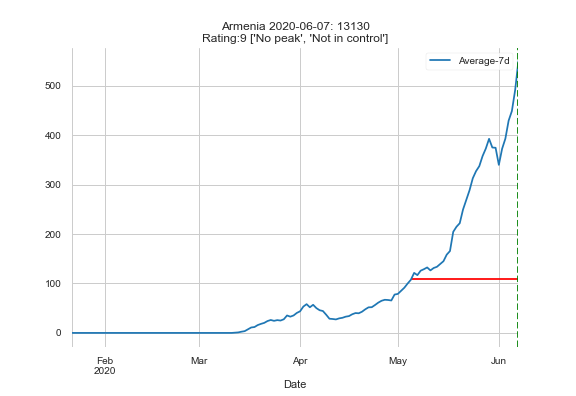 Armenia 2020-06-07: 13130
Rating:9 ['No peak', 'Not in control']
Average-7d
500
400
300
200
100
0
Feb
2020
Mar
Apr
May
Jun
Date